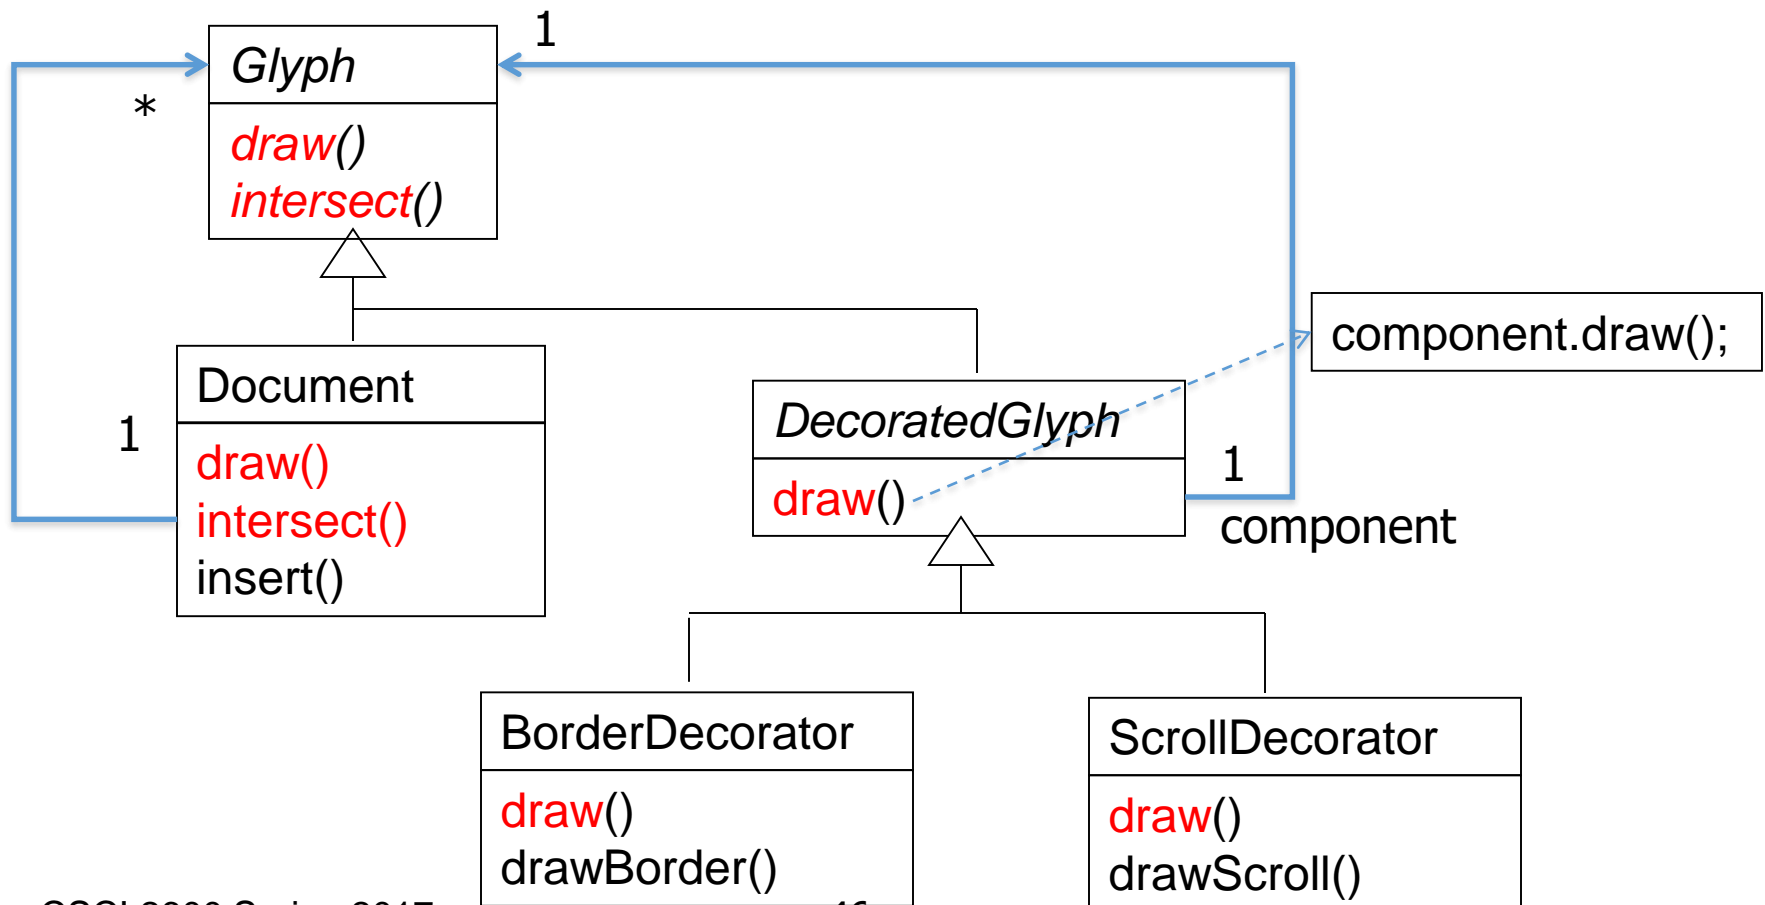 1
Glyph
*
draw()
intersect()
component.draw();
Document
1
draw()
intersect()
insert()
DecoratedGlyph
draw()
1
component
BorderDecorator
draw()
drawBorder()
ScrollDecorator
draw()
drawScroll()